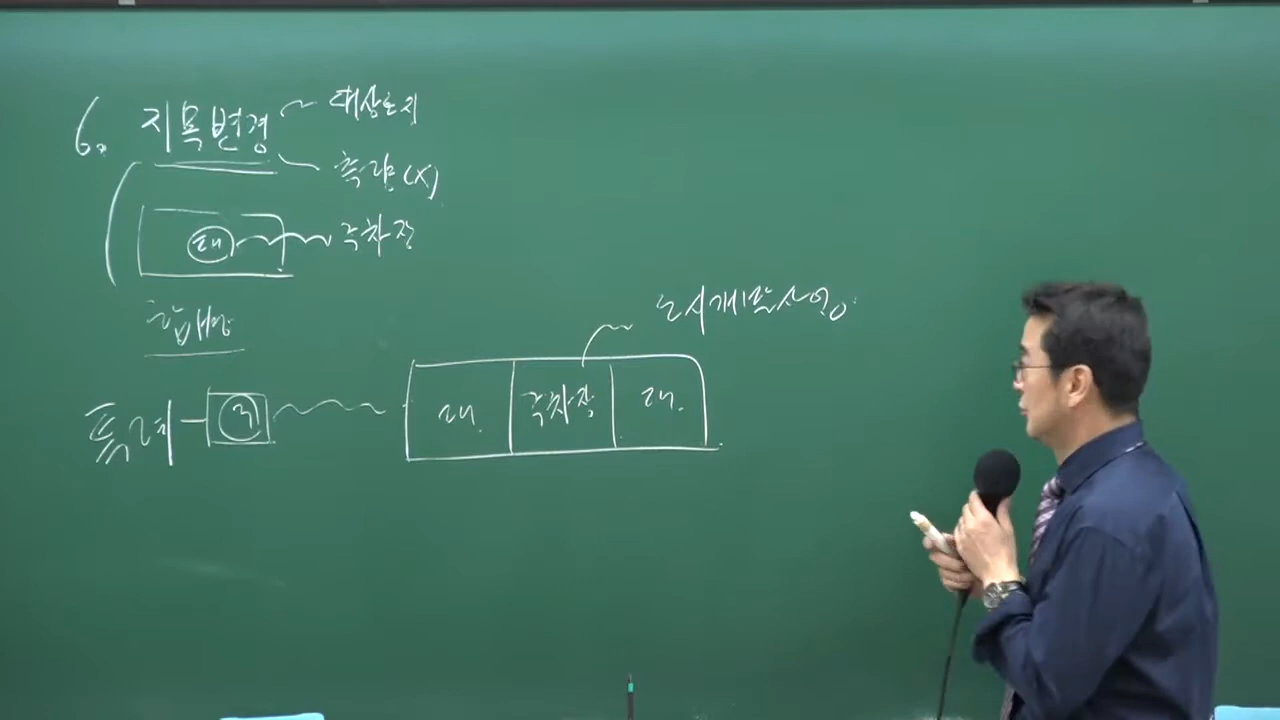 6. 지목변경
대상토지
측량(X)
대
주차장
합병
특례
대 주차장 대
도시개발사업